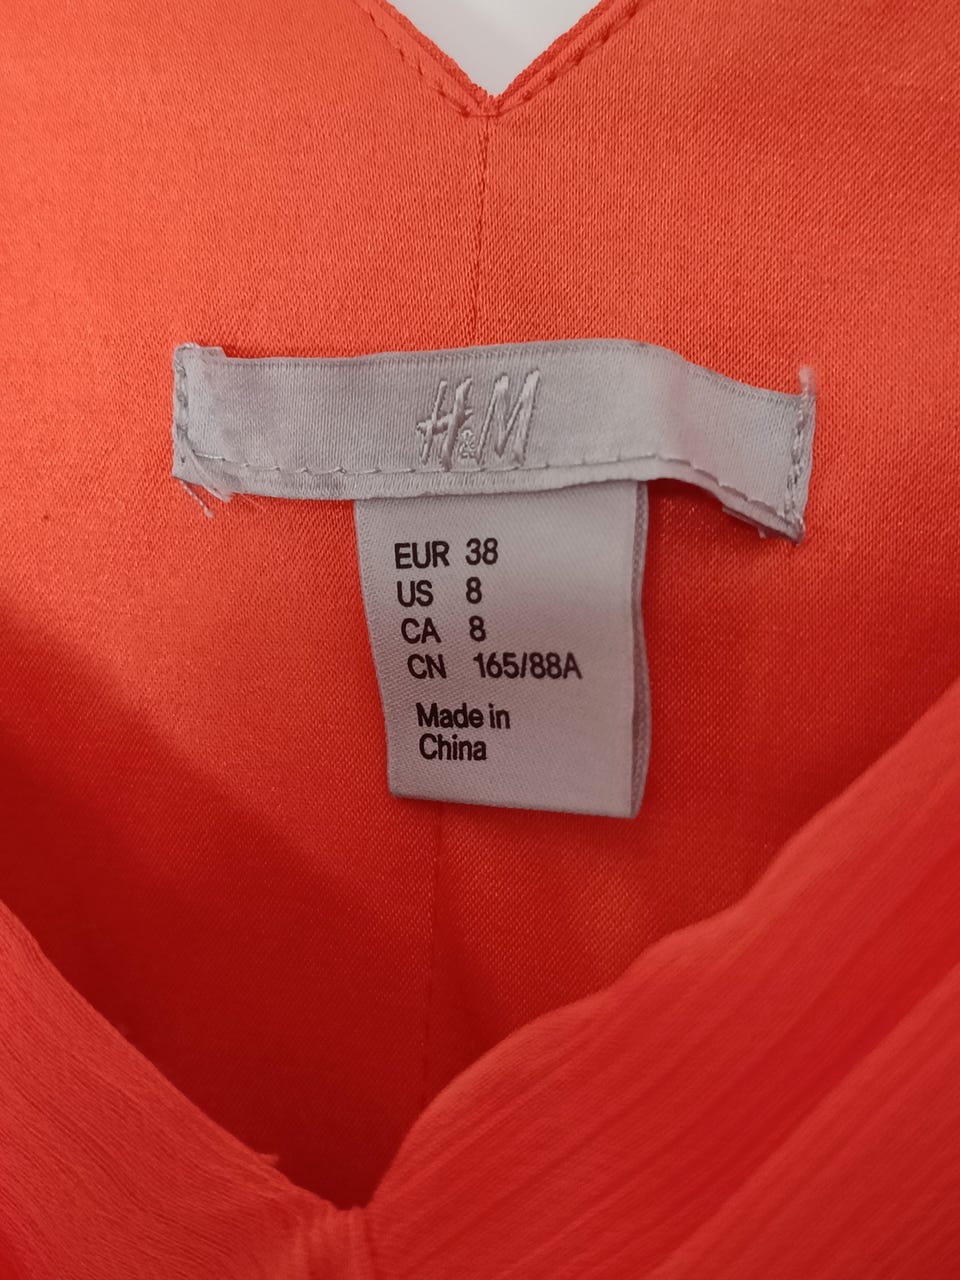 H&M
EUR 38
US 8
CA 8
CN 165/88A
Made in
China